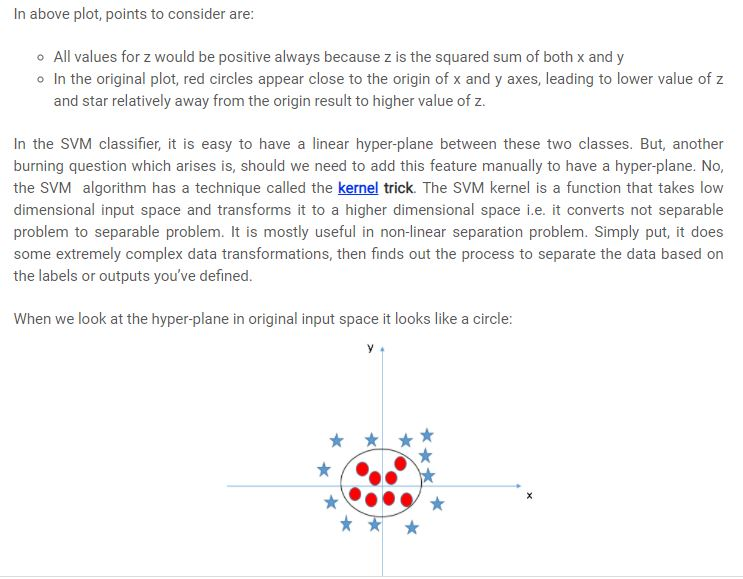 In above plot, points to consider are:
All values for z would be positive always because z is the squared sum of both x and y
In the original plot, red circles appear close to the origin of x and y axes, leading to lower value of z
and star relatively away from the origin result to higher value of z.
In the SVM classifier, it is easy to have a linear hyper-plane between these two classes. But, another
burning question which arises is, should we need to add this feature manually to have a hyper-plane. No,
the SVM algorithm has a technique called the kernel trick. The SVM kernel is a function that takes low
dimensional input space and transforms it to a higher dimensional space i.e. it converts not separable
problem to separable problem. It is mostly useful in non-linear separation problem. Simply put, it does
some extremely complex data transformations, then finds out the process to separate the data based on
the labels or outputs you’ve defined.
When we look at the hyper-plane in original input space it looks like a circle:
y
x